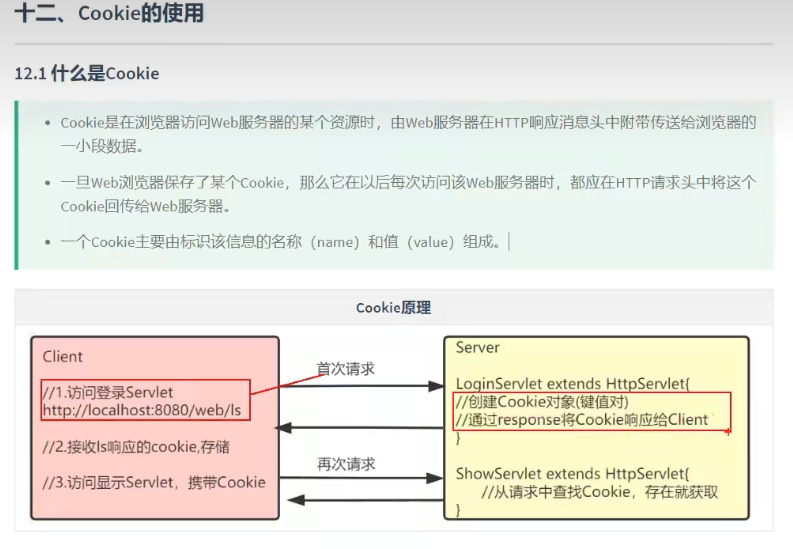 十二、Cookie的使用
12.1 什么是Cookie
• Cookie是在浏览器访问Web服务器的某个资源时，由Web服务器在HTTP响应消息头中附带传送给浏览器的
一小段数据。
• 一旦Web浏览器保存了某个Cookie，那么它在以后每次访问该Web服务器时，都应在HTTP请求头中将这个
Cookie回传给Web服务器。
• 一个Cookie主要由标识该信息的名称（name）和值（value）组成。
Cookie原理
Client
//1.访问登录Servlet
http://localhost:8080/web/ls
//2.接收ls响应的cookie,存储
//3.访问显示Servlet，携带Cookie
首次请求
再次请求
Server
LoginServlet extends HttpServlet{
//创建Cookie对象(键值对)
//通过response将Cookie响应给Client
}
ShowServlet extends HttpServlet{
//从请求中查找Cookie，存在就获取
}